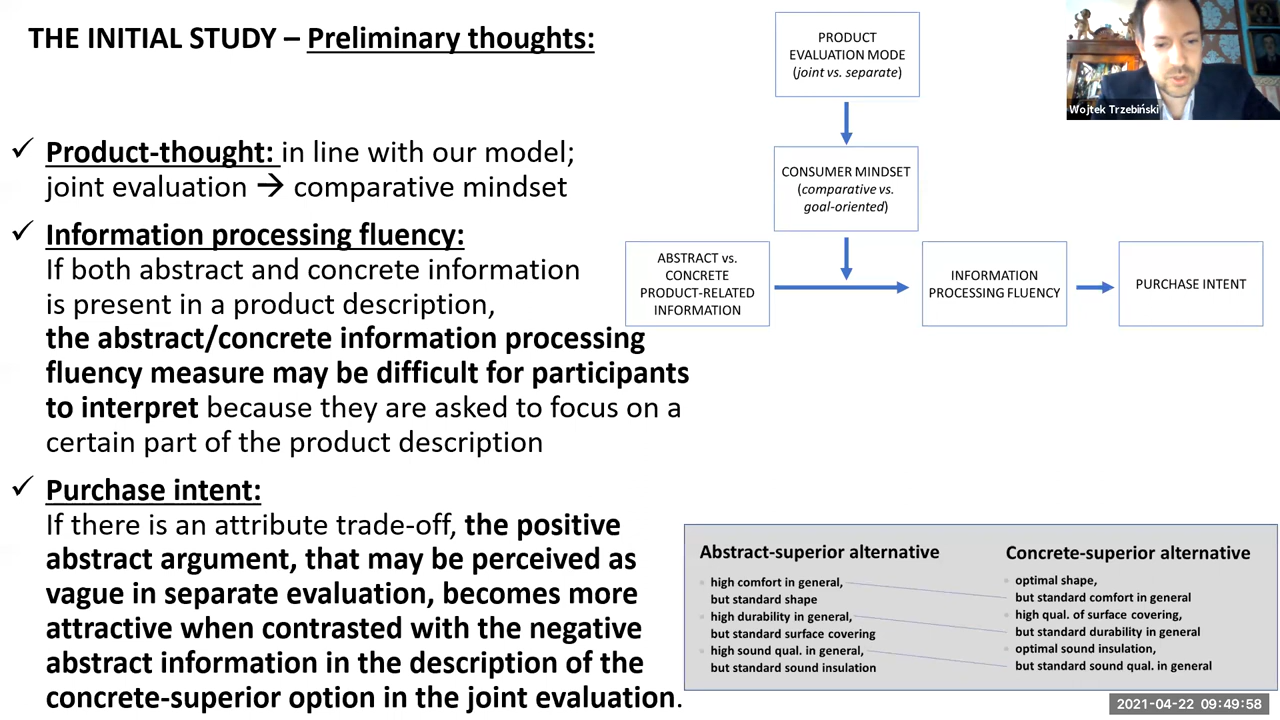 THE INITIAL STUDY – Preliminary thoughts:
✓ Product-thought: in line with our model;
joint evaluation → comparative mindset
✓ Information processing fluency:
If both abstract and concrete information
is present in a product description,
the abstract/concrete information processing
fluency measure may be difficult for participants
to interpret because they are asked to focus on a
certain part of the product description
✓ Purchase intent:
If there is an attribute trade-off, the positive
abstract argument, that may be perceived as
vague in separate evaluation, becomes more
attractive when contrasted with the negative
abstract information in the description of the
concrete-superior option in the joint evaluation.
PRODUCT
EVALUATION MODE
(joint vs. separate)
CONSUMER MINDSET
(comparative vs.
goal-oriented)
ABSTRACT vs.
CONCRETE
PRODUCT-RELATED
INFORMATION
INFORMATION
PROCESSING FLUENCY
PURCHASE INTENT
Wojtek Trzebiński
Abstract-superior alternative
high comfort in general,
but standard shape
high durability in general,
but standard surface covering
high sound qual. in general,
but standard sound insulation
Concrete-superior alternative
optimal shape,
but standard comfort in general
high qual. of surface covering,
but standard durability in general
optimal sound insulation,
but standard sound qual. in general
2021-04-22 09:49:58